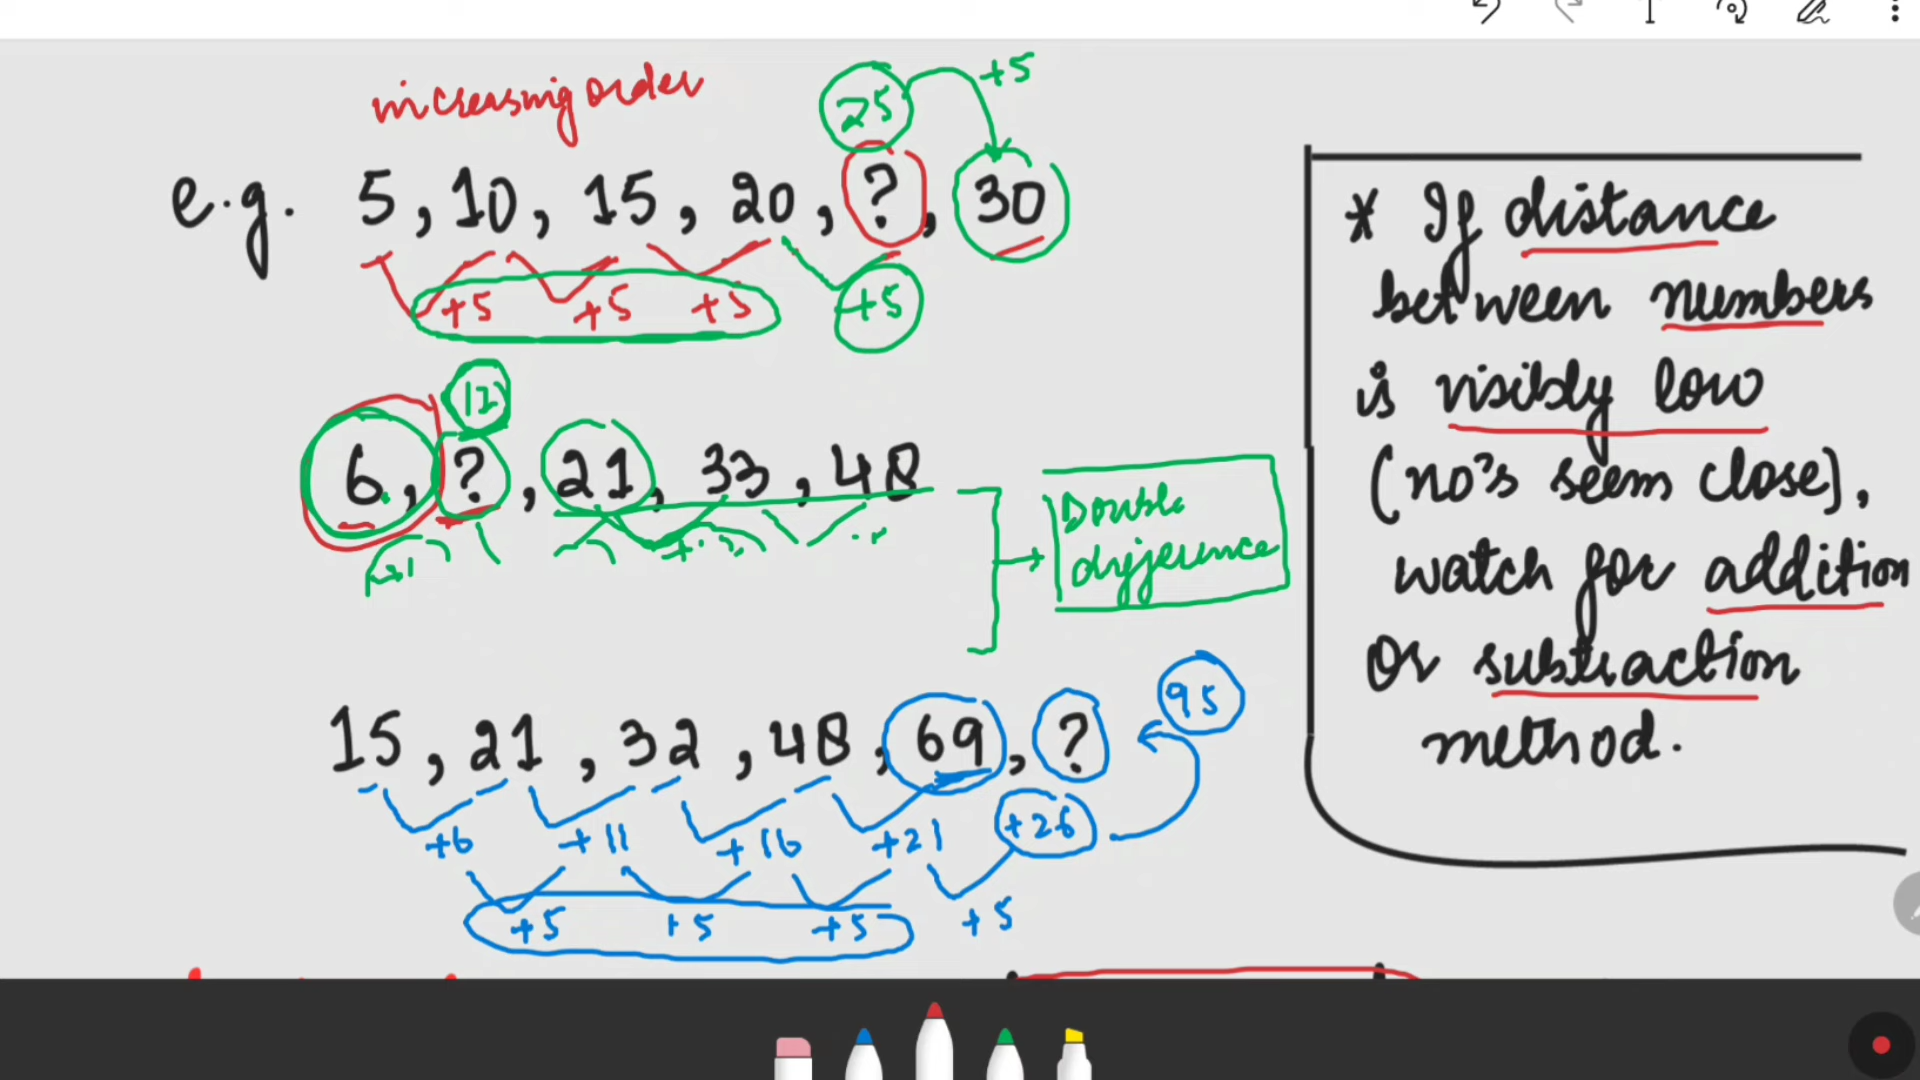 increasing order
25 +5
e.g. 5, 10, 15, 20, ?, 30
+5 +5 +5 +5
12
6, ?, 21, 33, 48
Double
difference
95
15, 21, 32, 48, 69, ?
+6 +11 +16 +21 +26
+5 +5 +5 +5
* If distance
between numbers
is visibly low
(no's seem close),
watch for addition
or subtraction
method.